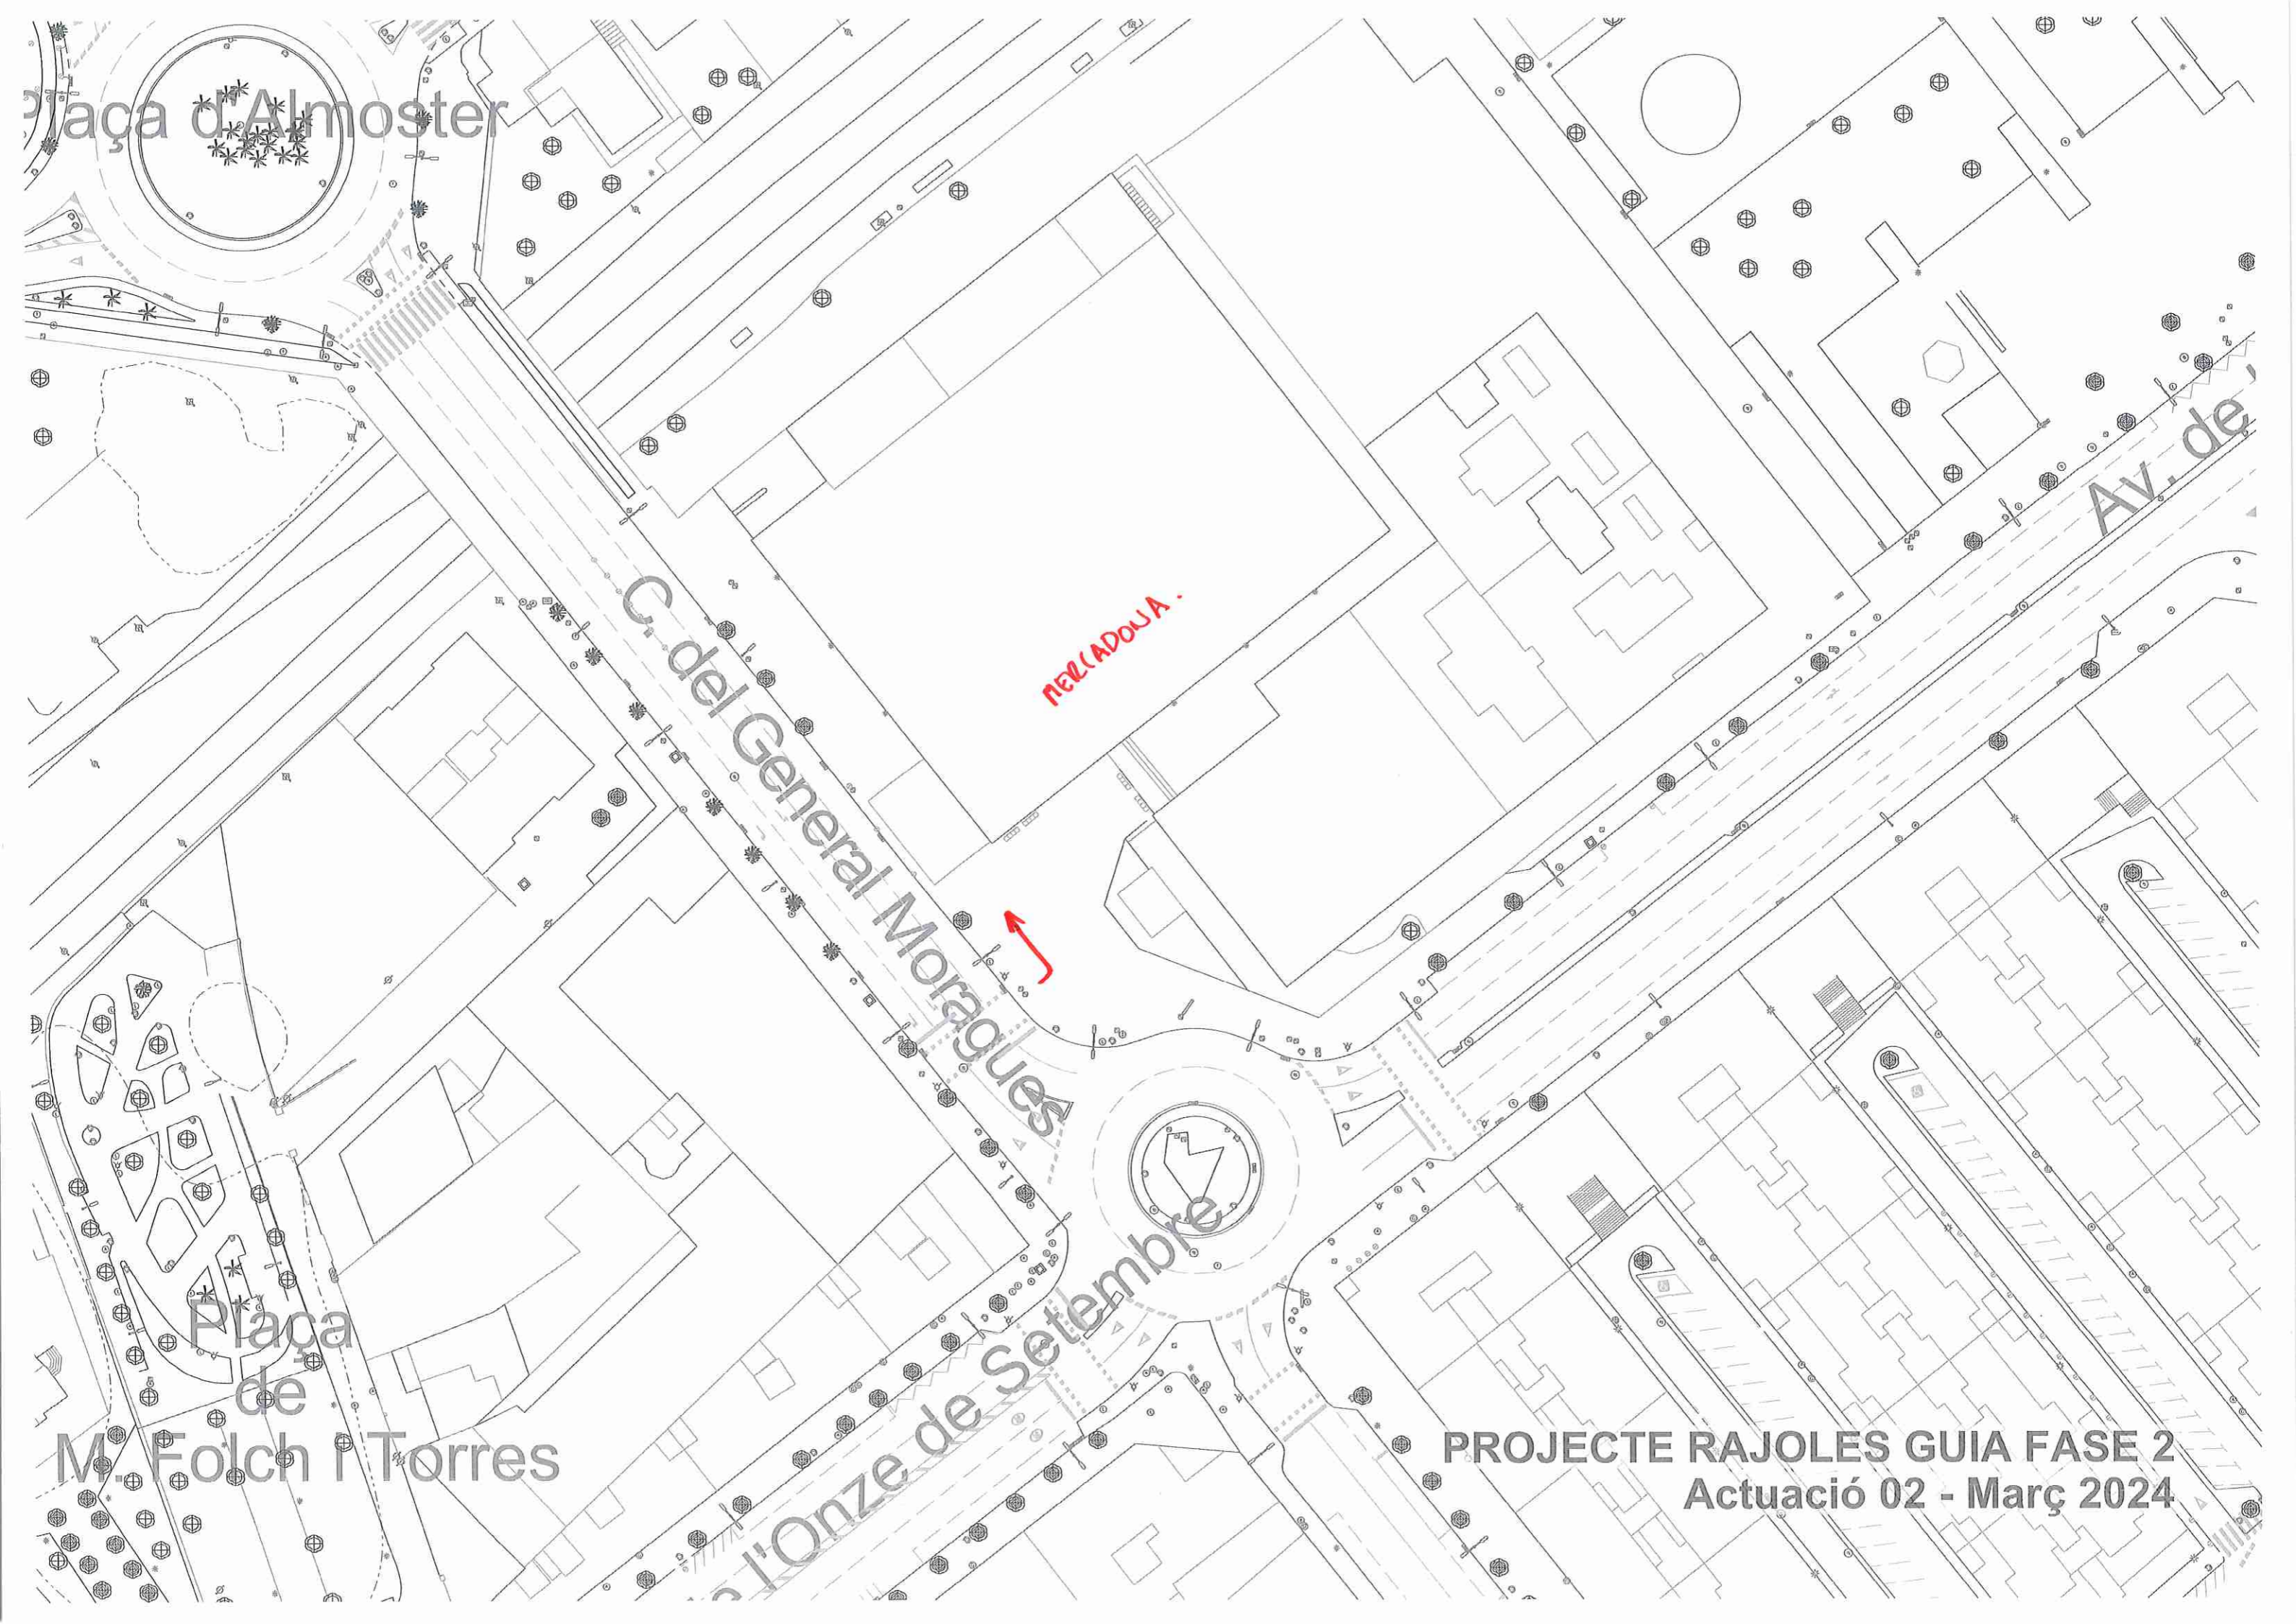 Plaça d'Almoster
Av. de
C. del General Moragues
MERCADONA.
l'Onze de Setembre
Plaça
de
M. Folch i Torres
PROJECTE RAJOLES GUIA FASE 2
Actuació 02 - Març 2024